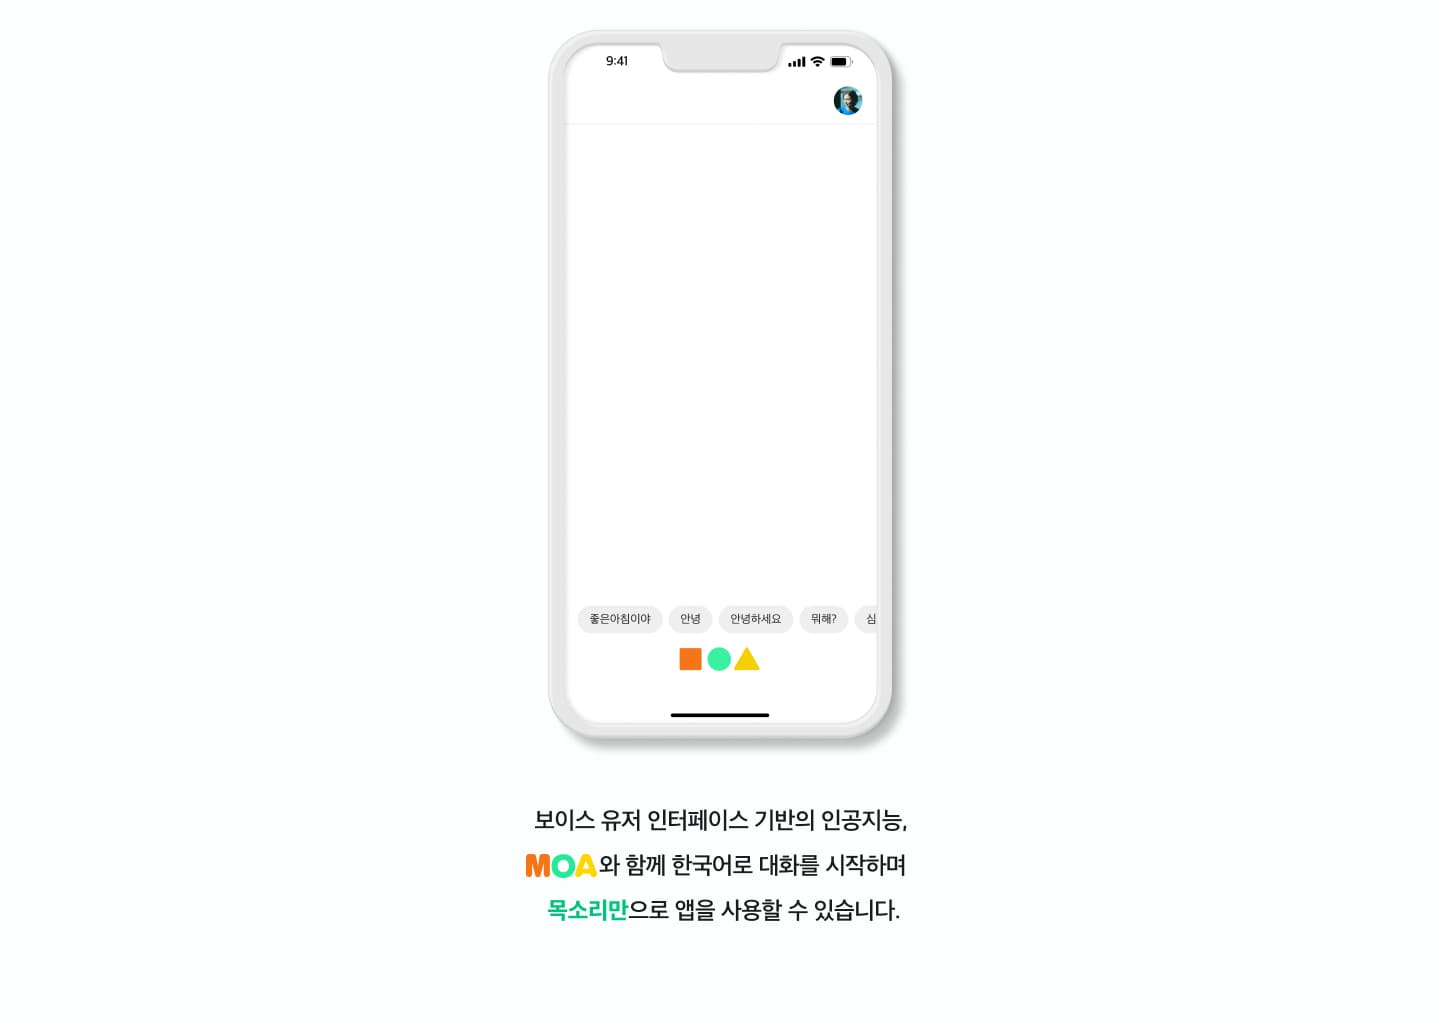 9:41
좋은아침이야 안녕 안녕하세요 뭐해? 심
보이스 유저 인터페이스 기반의 인공지능,
MOA와 함께 한국어로 대화를 시작하며
목소리만으로 앱을 사용할 수 있습니다.